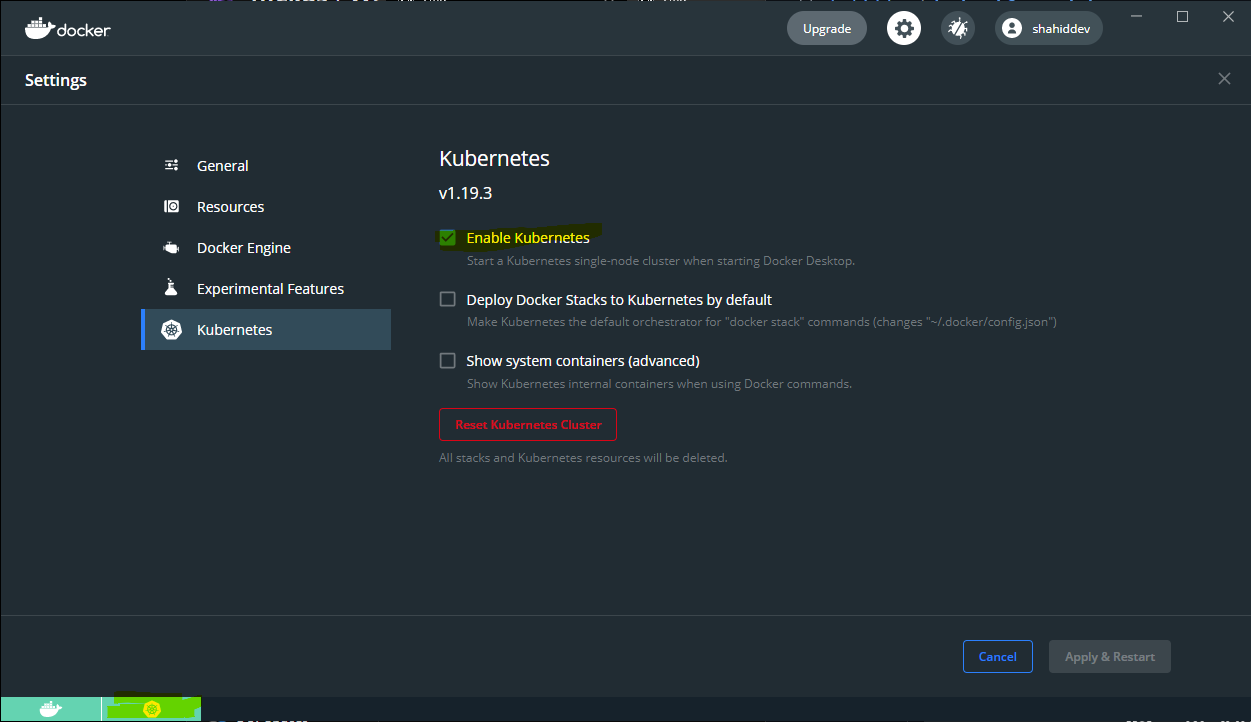 docker
Upgrade
shahiddev
Settings
General
Resources
Docker Engine
Experimental Features
Kubernetes
Kubernetes
v1.19.3
Enable Kubernetes
Start a Kubernetes single-node cluster when starting Docker Desktop.
Deploy Docker Stacks to Kubernetes by default
Make Kubernetes the default orchestrator for "docker stack" commands (changes "~/.docker/config.json")
Show system containers (advanced)
Show Kubernetes internal containers when using Docker commands.
Reset Kubernetes Cluster
All stacks and Kubernetes resources will be deleted.
Cancel
Apply & Restart